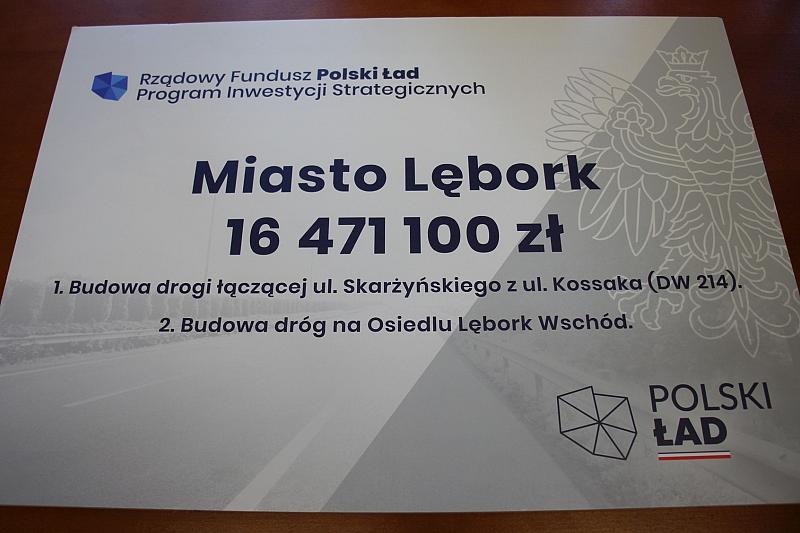 Rządowy Fundusz Polski Ład
Program Inwestycji Strategicznych
Miasto Lębork
16 471 100 zł
1. Budowa drogi łączącej ul. Skarżyńskiego z ul. Kossaka (DW 214).
2. Budowa dróg na Osiedlu Lębork Wschód.
POLSKI
ŁAD